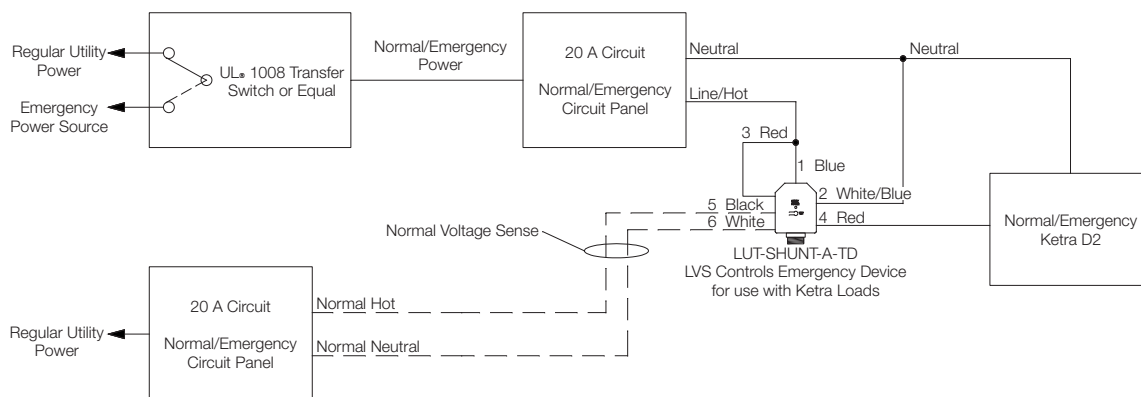 Regular Utility
Power
Emergency
Power Source
UL® 1008 Transfer
Switch or Equal
Normal/Emergency
Power
20 A Circuit
Normal/Emergency
Circuit Panel
Neutral
Line/Hot
Neutral
3 Red
1 Blue
2 White/Blue
4 Red
5 Black
6 White
Normal Voltage Sense
LUT-SHUNT-A-TD
LVS Controls Emergency Device
for use with Ketra Loads
Normal/Emergency
Ketra D2
Regular Utility
Power
20 A Circuit
Normal/Emergency
Circuit Panel
Normal Hot
Normal Neutral